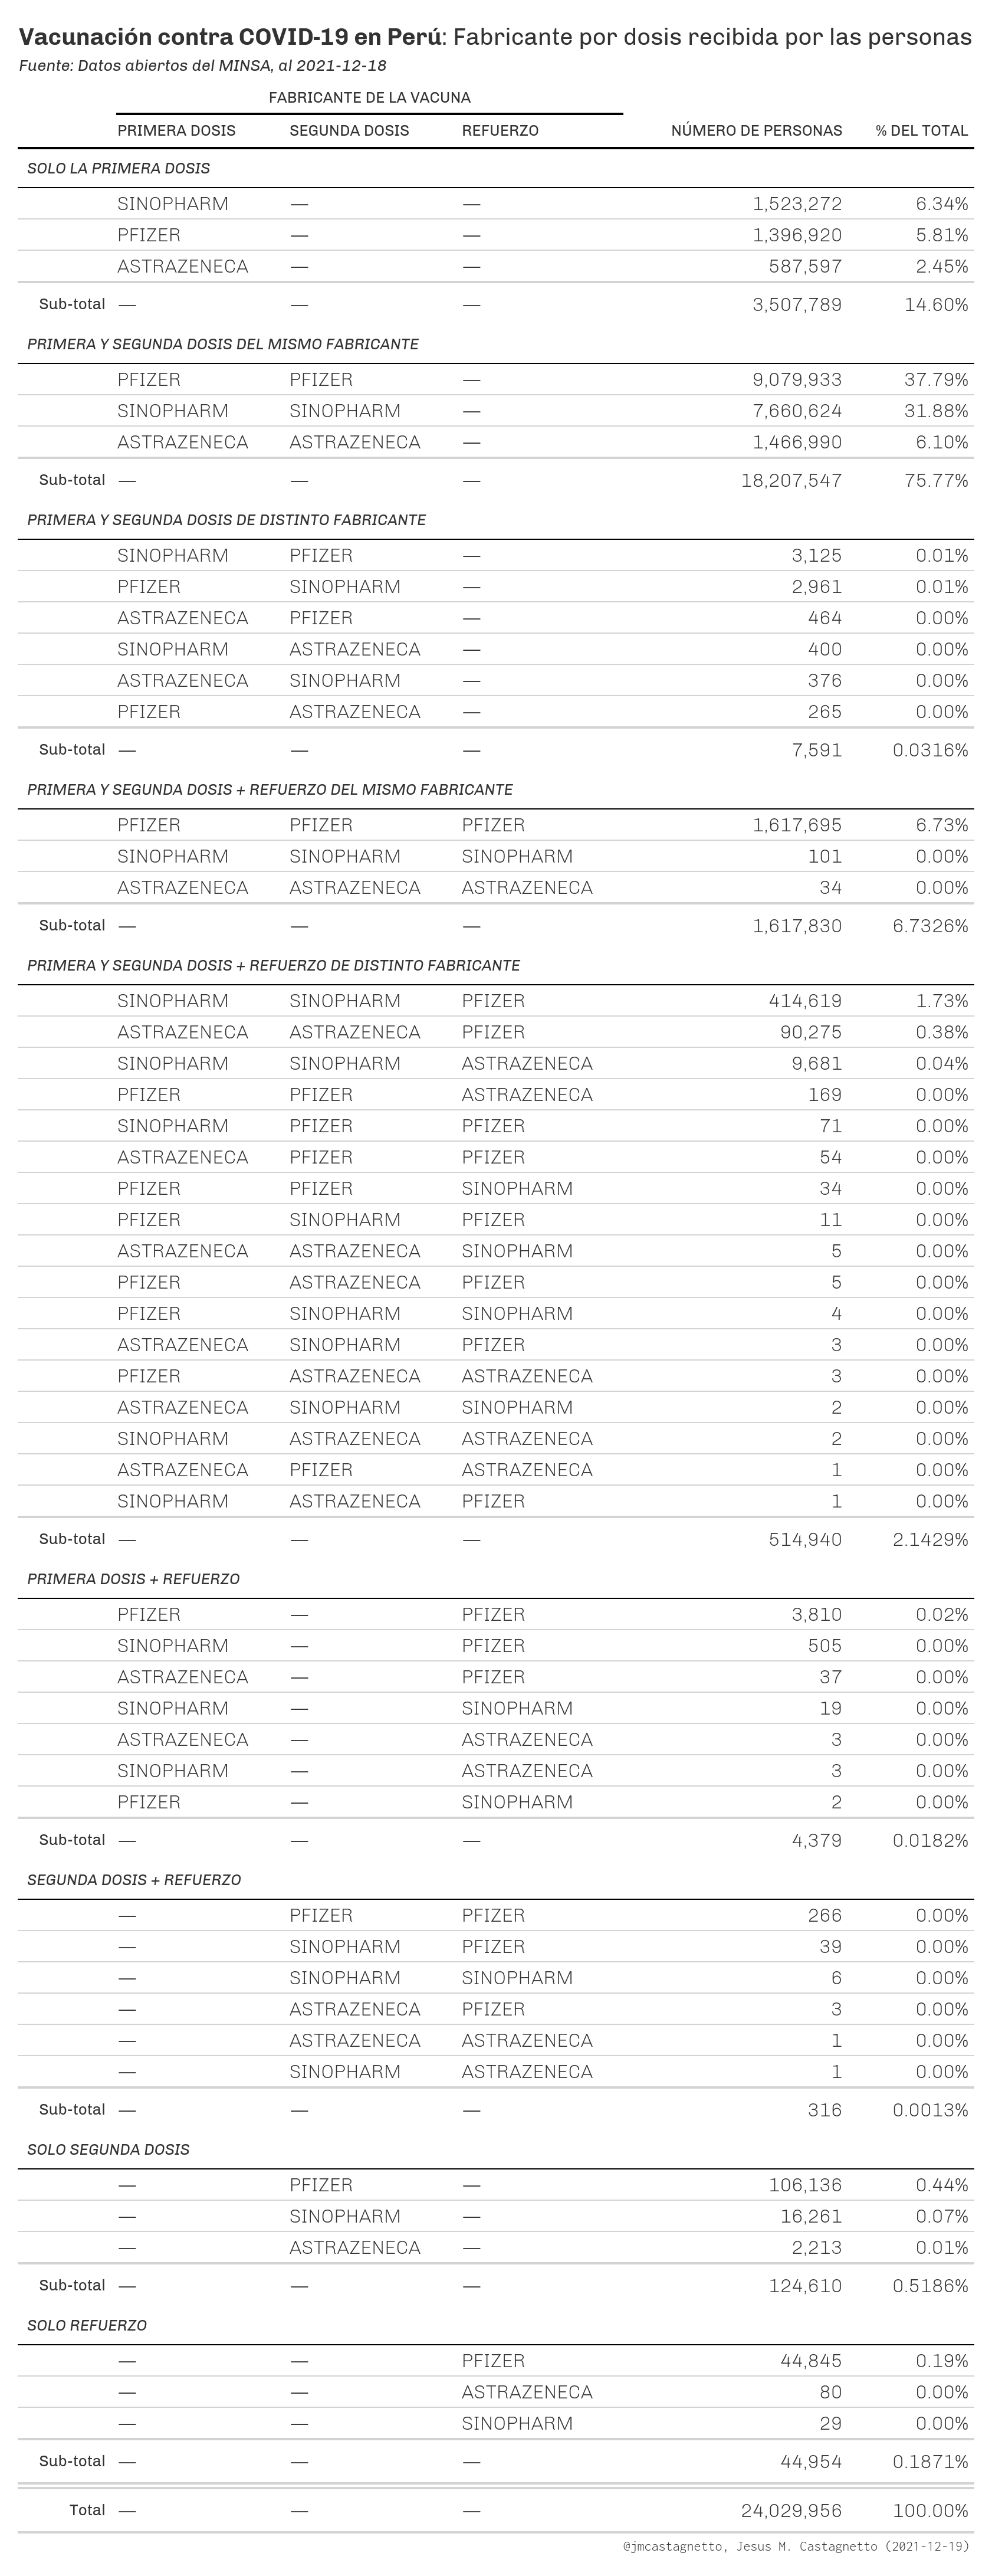 Vacunación contra COVID-19 en Perú: Fabricante por dosis recibida por las personas
Fuente: Datos abiertos del MINSA, al 2021-12-18
FABRICANTE DE LA VACUNA
PRIMERA DOSIS SEGUNDA DOSIS REFUERZO NÚMERO DE PERSONAS % DEL TOTAL
SOLO LA PRIMERA DOSIS
SINOPHARM — — 1,523,272 6.34%
PFIZER — — 1,396,920 5.81%
ASTRAZENECA — — 587,597 2.45%
Sub-total — — — 3,507,789 14.60%
PRIMERA Y SEGUNDA DOSIS DEL MISMO FABRICANTE
PFIZER PFIZER — 9,079,933 37.79%
SINOPHARM SINOPHARM — 7,660,624 31.88%
ASTRAZENECA ASTRAZENECA — 1,466,990 6.10%
Sub-total — — — 18,207,547 75.77%
PRIMERA Y SEGUNDA DOSIS DE DISTINTO FABRICANTE
SINOPHARM PFIZER — 3,125 0.01%
PFIZER SINOPHARM — 2,961 0.01%
ASTRAZENECA PFIZER — 464 0.00%
SINOPHARM ASTRAZENECA — 400 0.00%
ASTRAZENECA SINOPHARM — 376 0.00%
PFIZER ASTRAZENECA — 265 0.00%
Sub-total — — — 7,591 0.0316%
PRIMERA Y SEGUNDA DOSIS + REFUERZO DEL MISMO FABRICANTE
PFIZER PFIZER PFIZER 1,617,695 6.73%
SINOPHARM SINOPHARM SINOPHARM 101 0.00%
ASTRAZENECA ASTRAZENECA ASTRAZENECA 34 0.00%
Sub-total — — — 1,617,830 6.7326%
PRIMERA Y SEGUNDA DOSIS + REFUERZO DE DISTINTO FABRICANTE
SINOPHARM SINOPHARM PFIZER 414,619 1.73%
ASTRAZENECA ASTRAZENECA PFIZER 90,275 0.38%
SINOPHARM SINOPHARM ASTRAZENECA 9,681 0.04%
PFIZER PFIZER ASTRAZENECA 169 0.00%
SINOPHARM PFIZER PFIZER 71 0.00%
ASTRAZENECA PFIZER PFIZER 54 0.00%
PFIZER PFIZER SINOPHARM 34 0.00%
PFIZER SINOPHARM PFIZER 11 0.00%
ASTRAZENECA ASTRAZENECA SINOPHARM 5 0.00%
PFIZER ASTRAZENECA PFIZER 5 0.00%
PFIZER SINOPHARM SINOPHARM 4 0.00%
ASTRAZENECA SINOPHARM PFIZER 3 0.00%
PFIZER ASTRAZENECA ASTRAZENECA 3 0.00%
ASTRAZENECA SINOPHARM SINOPHARM 2 0.00%
SINOPHARM ASTRAZENECA ASTRAZENECA 2 0.00%
ASTRAZENECA PFIZER ASTRAZENECA 1 0.00%
SINOPHARM ASTRAZENECA PFIZER 1 0.00%
Sub-total — — — 514,940 2.1429%
PRIMERA DOSIS + REFUERZO
PFIZER — PFIZER 3,810 0.02%
SINOPHARM — PFIZER 505 0.00%
ASTRAZENECA — PFIZER 37 0.00%
SINOPHARM — SINOPHARM 19 0.00%
ASTRAZENECA — ASTRAZENECA 3 0.00%
SINOPHARM — ASTRAZENECA 3 0.00%
PFIZER — SINOPHARM 2 0.00%
Sub-total — — — 4,379 0.0182%
SEGUNDA DOSIS + REFUERZO
— PFIZER PFIZER 266 0.00%
— SINOPHARM PFIZER 39 0.00%
— SINOPHARM SINOPHARM 6 0.00%
— ASTRAZENECA PFIZER 3 0.00%
— ASTRAZENECA ASTRAZENECA 1 0.00%
— SINOPHARM ASTRAZENECA 1 0.00%
Sub-total — — — 316 0.0013%
SOLO SEGUNDA DOSIS
— PFIZER — 106,136 0.44%
— SINOPHARM — 16,261 0.07%
— ASTRAZENECA — 2,213 0.01%
Sub-total — — — 124,610 0.5186%
SOLO REFUERZO
— — PFIZER 44,845 0.19%
— — ASTRAZENECA 80 0.00%
— — SINOPHARM 29 0.00%
Sub-total — — — 44,954 0.1871%
Total — — — 24,029,956 100.00%
@jmcastagnetto, Jesus M. Castagnetto (2021-12-19)